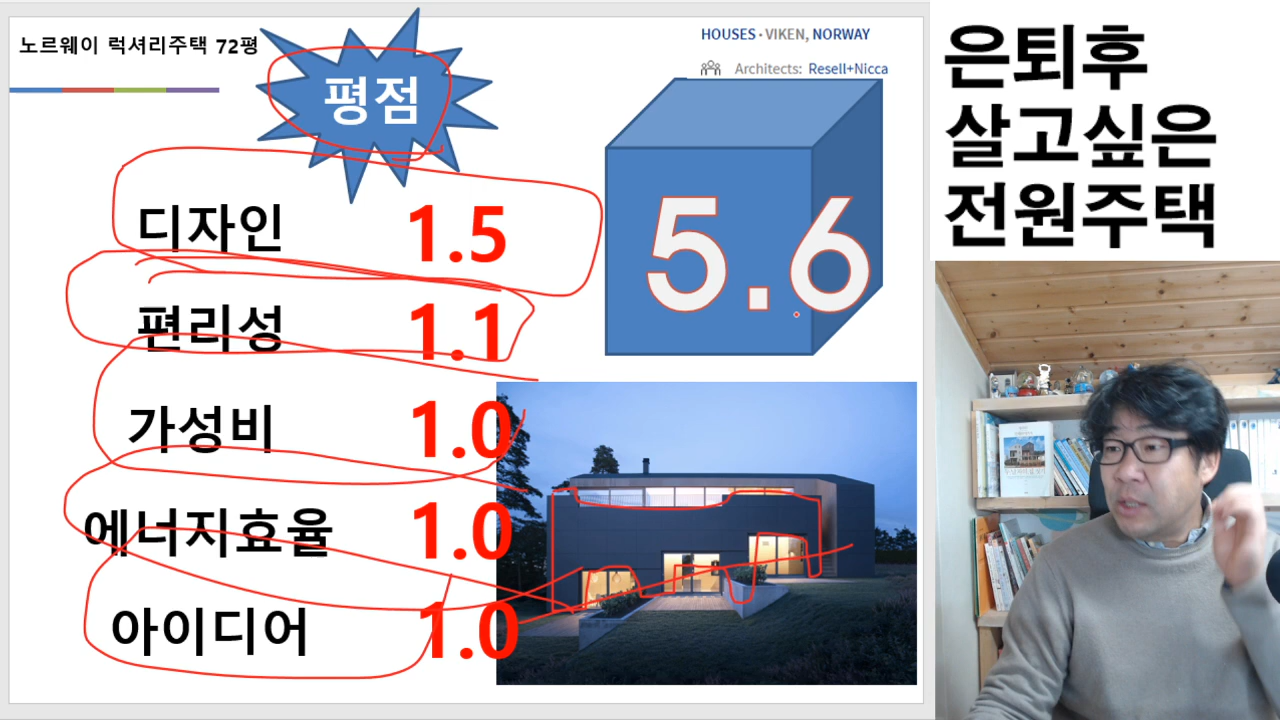 노르웨이 럭셔리주택 72평
HOUSES · VIKEN, NORWAY
Architects: Resell+Nicca
평점
디자인 1.5
편리성 1.1
가성비 1.0
에너지효율 1.0
아이디어 1.0
5.6
은퇴후
살고싶은
전원주택